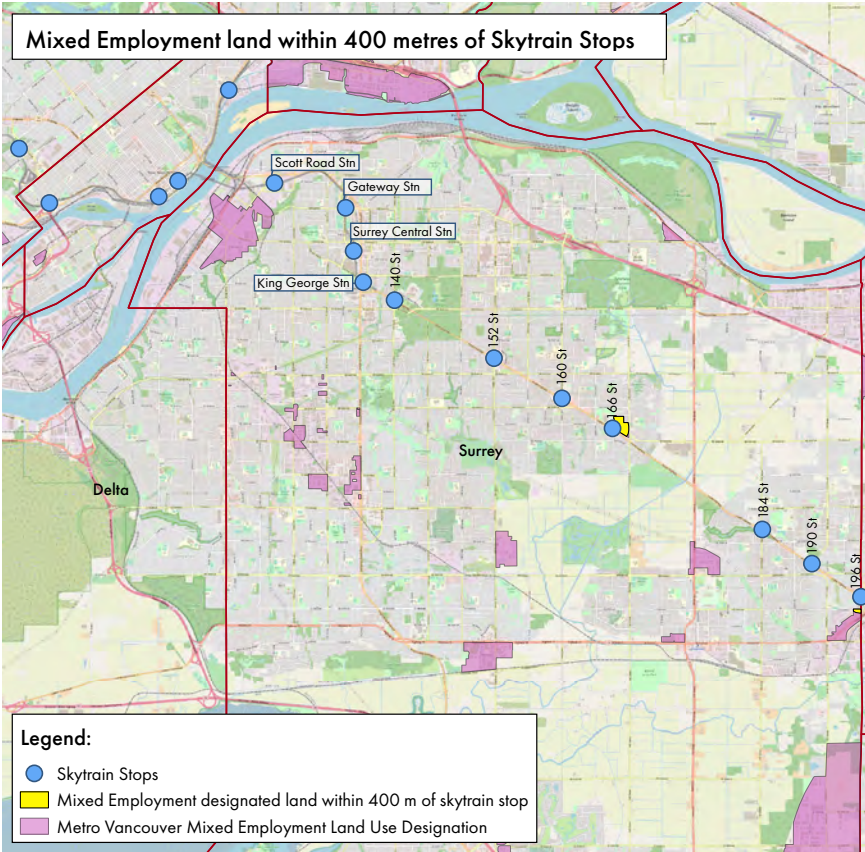 Mixed Employment land within 400 metres of Skytrain Stops
Scott Road Stn
Gateway Stn
Surrey Central Stn
King George Stn
140 St
152 St
160 St
166 St
Surrey
Delta
184 St
190 St
196 St
Legend:
Skytrain Stops
Mixed Employment designated land within 400 m of skytrain stop
Metro Vancouver Mixed Employment Land Use Designation